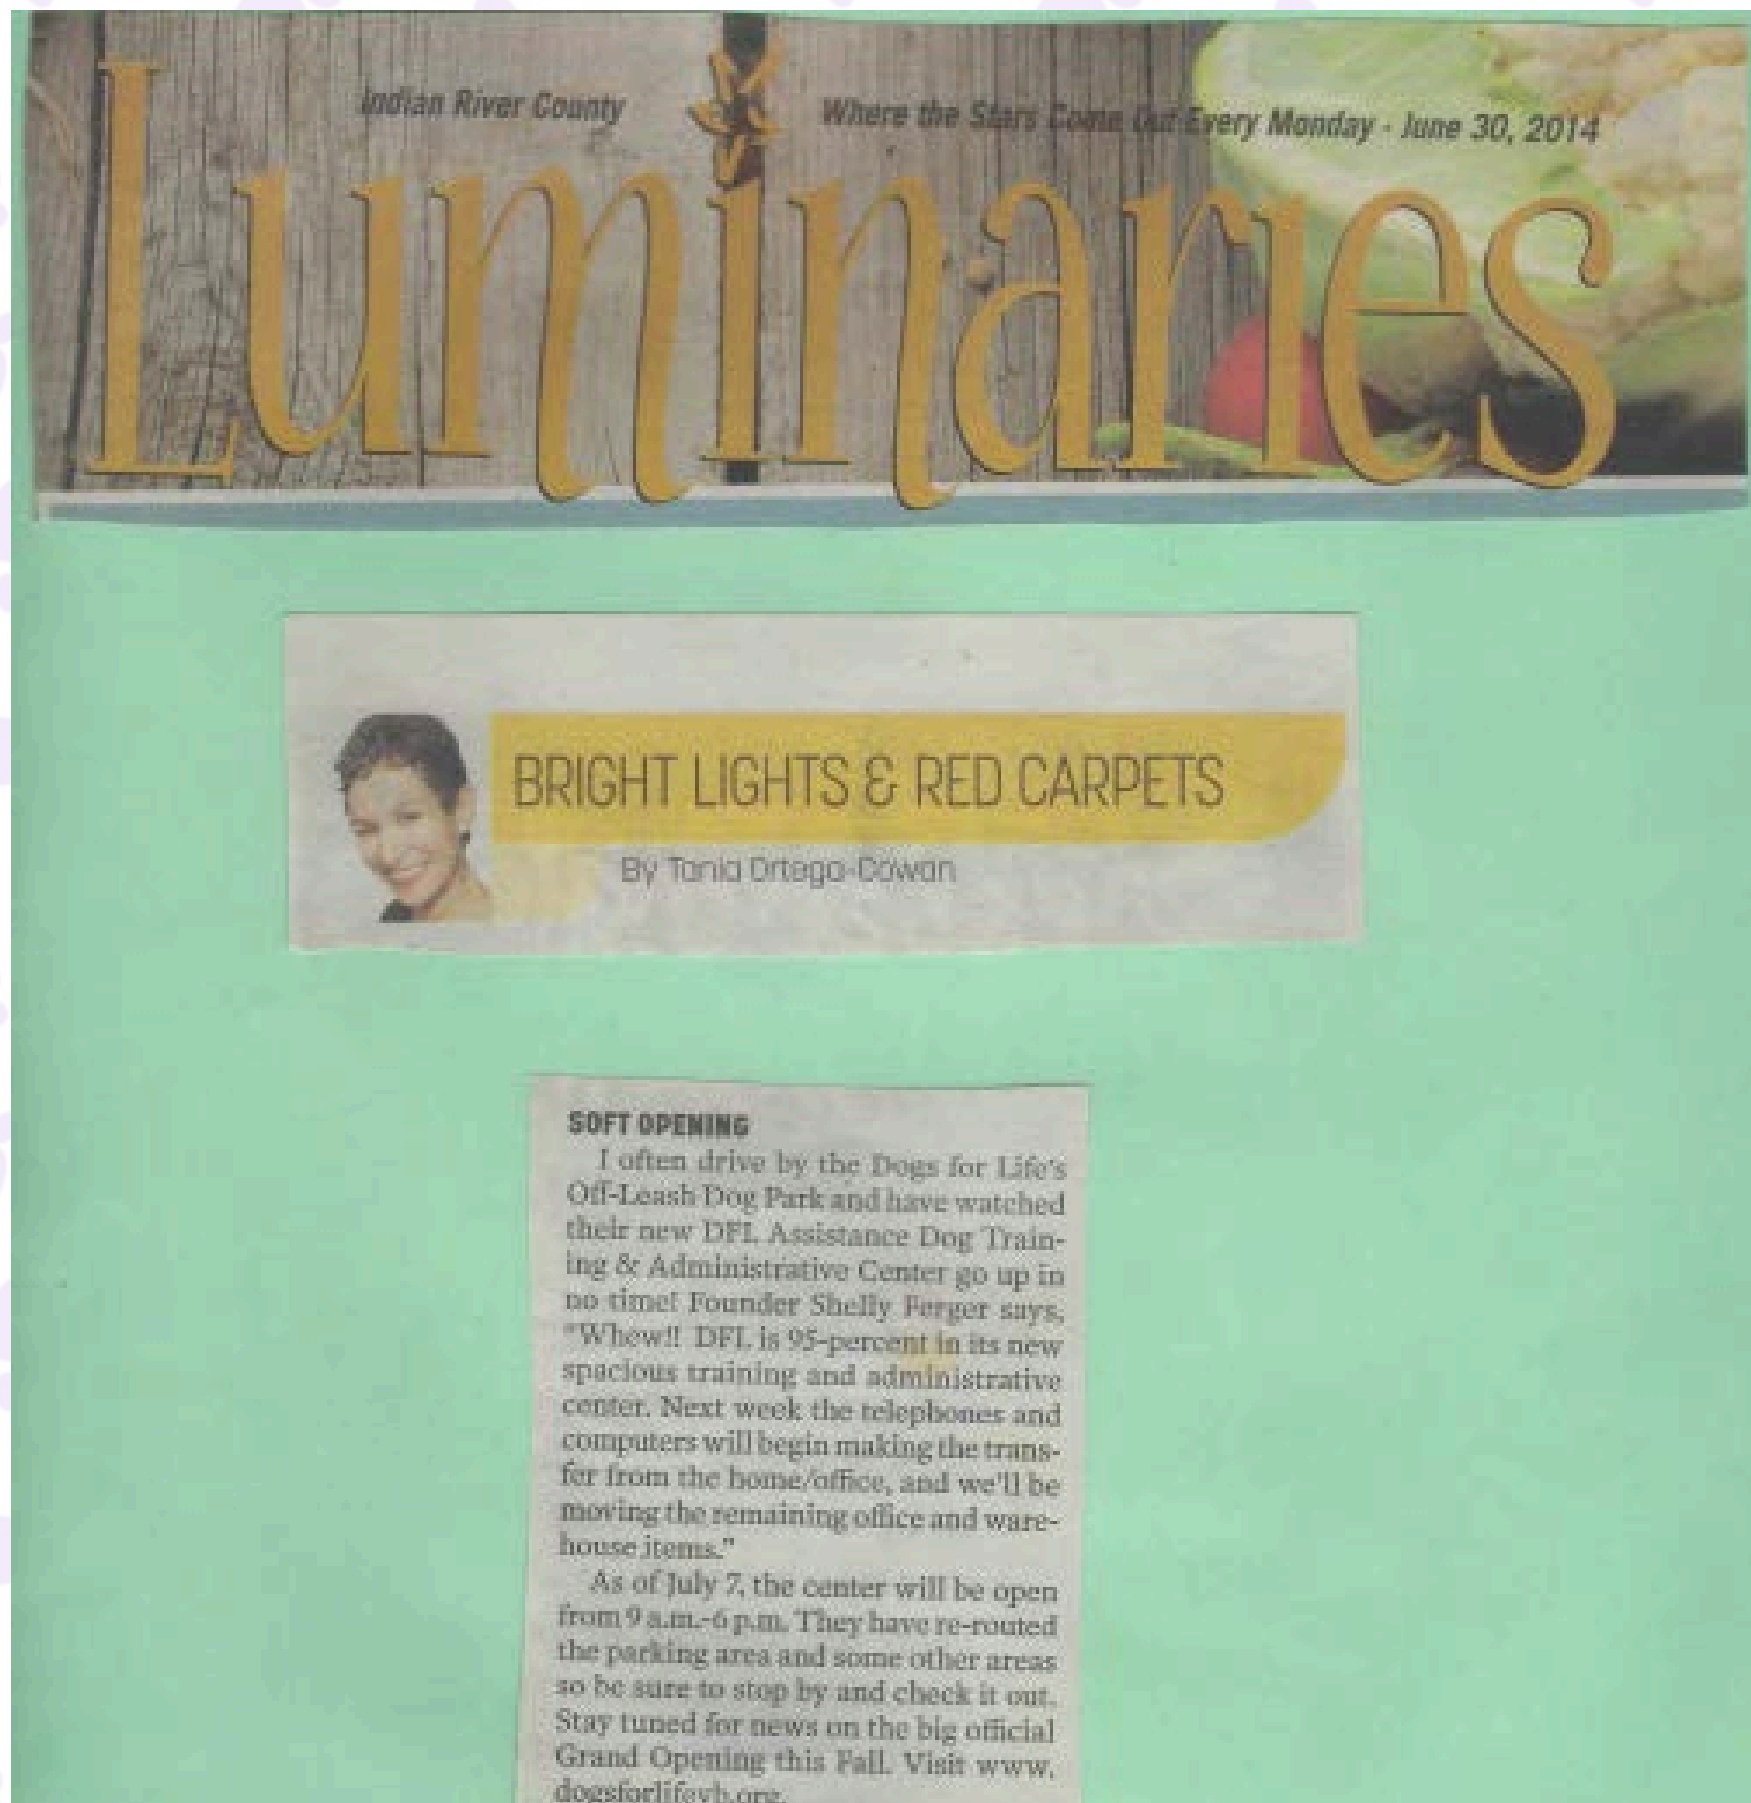 Indian River County
Where the Stars Come Out Every Monday - June 30, 2014
Luminaries
BRIGHT LIGHTS & RED CARPETS
By Tania Ortega-Cowan
SOFT OPENING
I often drive by the Dogs for Life's
Off-Leash Dog Park and have watched
their new DFL Assistance Dog Train-
ing & Administrative Center go up in
no time! Founder Shelly Ferger says,
"Whew!! DFL is 95-percent in its new
spacious training and administrative
center. Next week the telephones and
computers will begin making the trans-
fer from the home/office, and we'll be
moving the remaining office and ware-
house items."
As of July 7, the center will be open
from 9 a.m.-6 p.m. They have re-routed
the parking area and some other areas
so be sure to stop by and check it out.
Stay tuned for news on the big official
Grand Opening this Fall. Visit www.
dogsforlifevb.org.